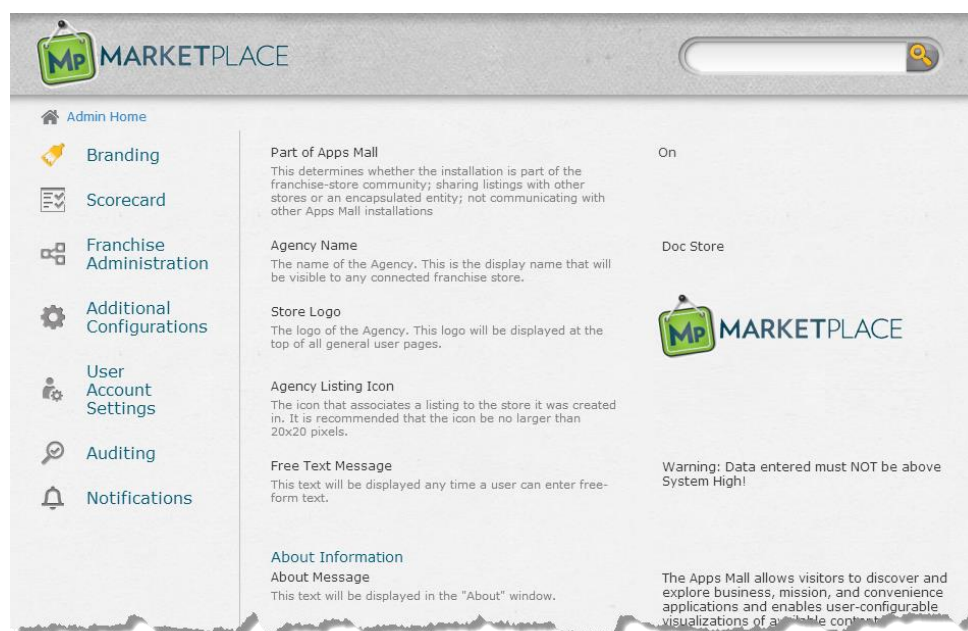 Mp MARKETPLACE
Admin Home
Branding
Scorecard
Franchise
Administration
Additional
Configurations
User
Account
Settings
Auditing
Notifications
Part of Apps Mall
This determines whether the installation is part of the
franchise-store community; sharing listings with other
stores or an encapsulated entity; not communicating with
other Apps Mall installations
On
Agency Name
The name of the Agency. This is the display name that will
be visible to any connected franchise store.
Doc Store
Store Logo
The logo of the Agency. This logo will be displayed at the
top of all general user pages.
Mp MARKETPLACE
Agency Listing Icon
The icon that associates a listing to the store it was created
in. It is recommended that the icon be no larger than
20x20 pixels.
Free Text Message
This text will be displayed any time a user can enter free-
form text.
Warning: Data entered must NOT be above
System High!
About Information
About Message
This text will be displayed in the "About" window.
The Apps Mall allows visitors to discover and
explore business, mission, and convenience
applications and enables user-configurable
visualizations of available content